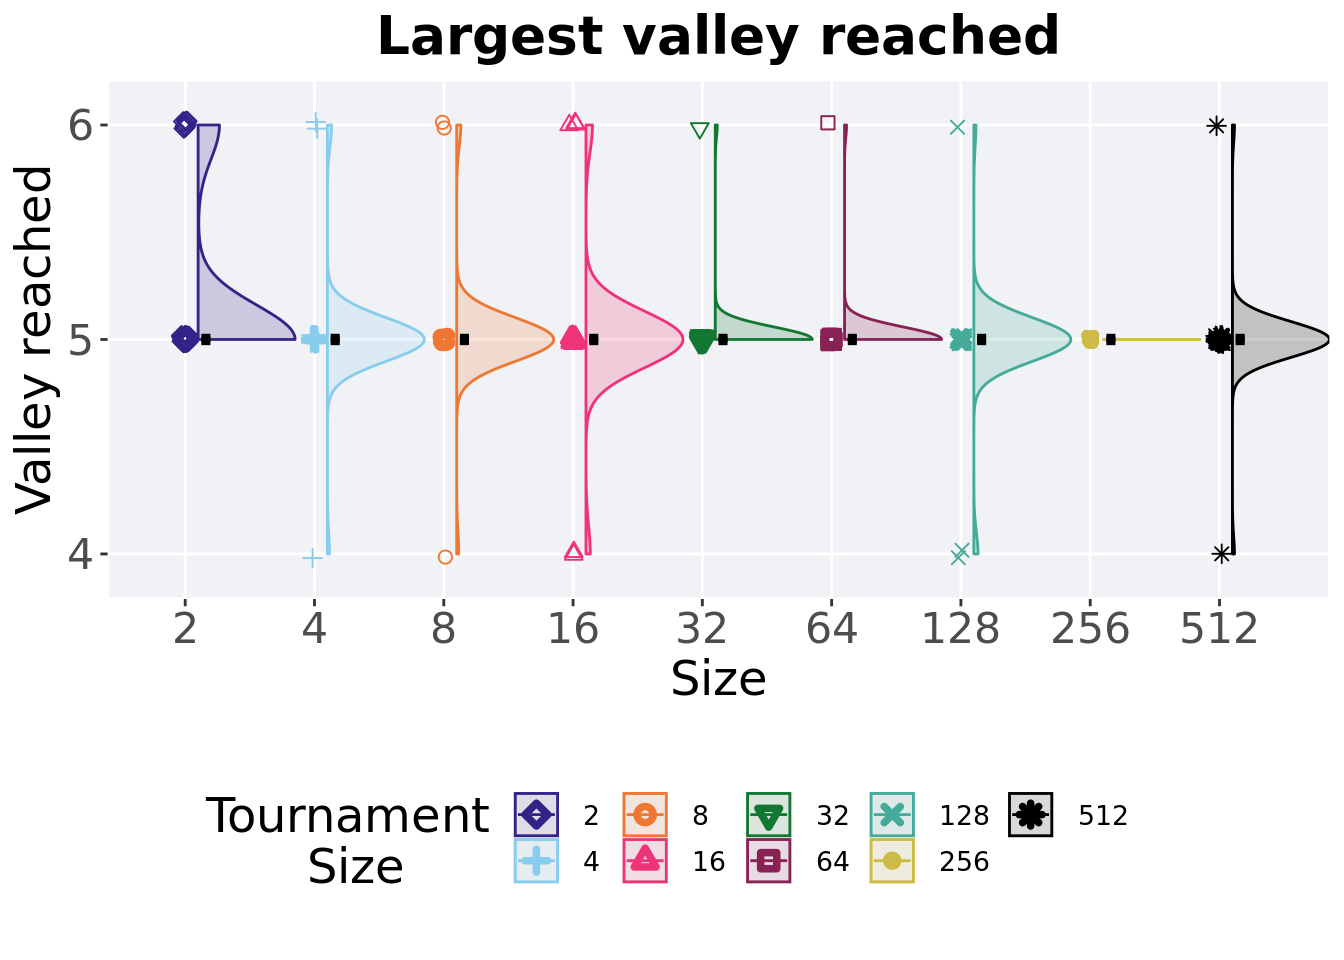 Largest valley reached
Valley reached
6
5
4
2 4 8 16 32 64 128 256 512
Size
Tournament
Size
2 8 32 128 512
4 16 64 256